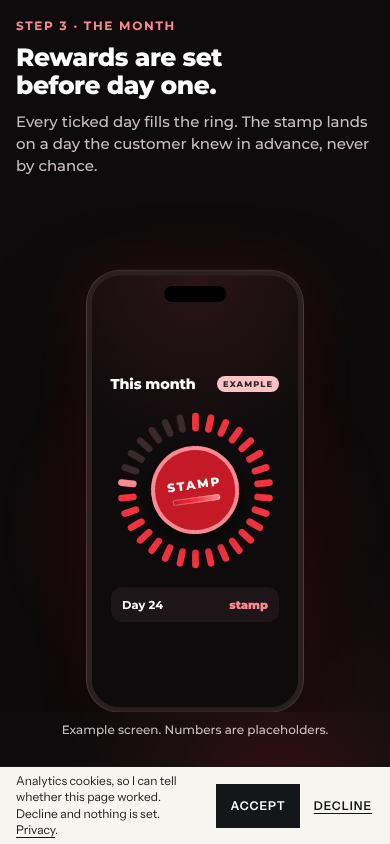 STEP 3 · THE MONTH
Rewards are set
before day one.
Every ticked day fills the ring. The stamp lands
on a day the customer knew in advance, never
by chance.
This month
EXAMPLE
STAMP
Day 24
stamp
Example screen. Numbers are placeholders.
Analytics cookies, so I can tell
whether this page worked.
Decline and nothing is set.
Privacy.
ACCEPT
DECLINE